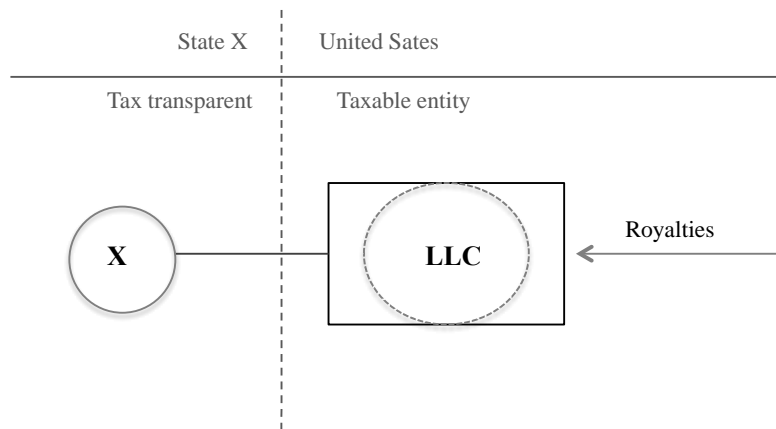 State X United Sates
Tax transparent Taxable entity
Royalties
X LLC